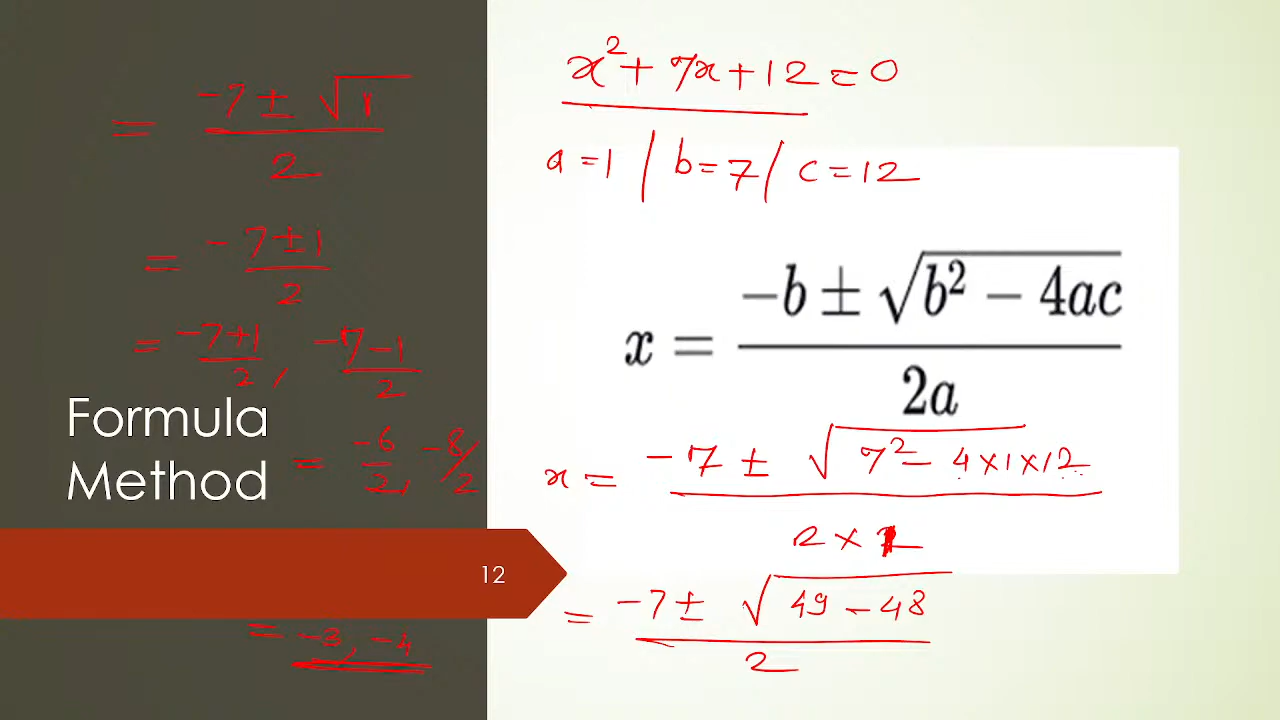 x² + 7x + 12 = 0
a = 1 / b = 7 / c = 12
x = (-b ± √(b² - 4ac)) / 2a
x = (-7 ± √(7² - 4×1×12)) / (2 × 1)
= (-7 ± √(49 - 48)) / 2
= (-7 ± √1) / 2
= (-7 ± 1) / 2
= (-7+1) / 2, (-7-1) / 2
= -6/2, -8/2
= -3, -4
Formula
Method
12